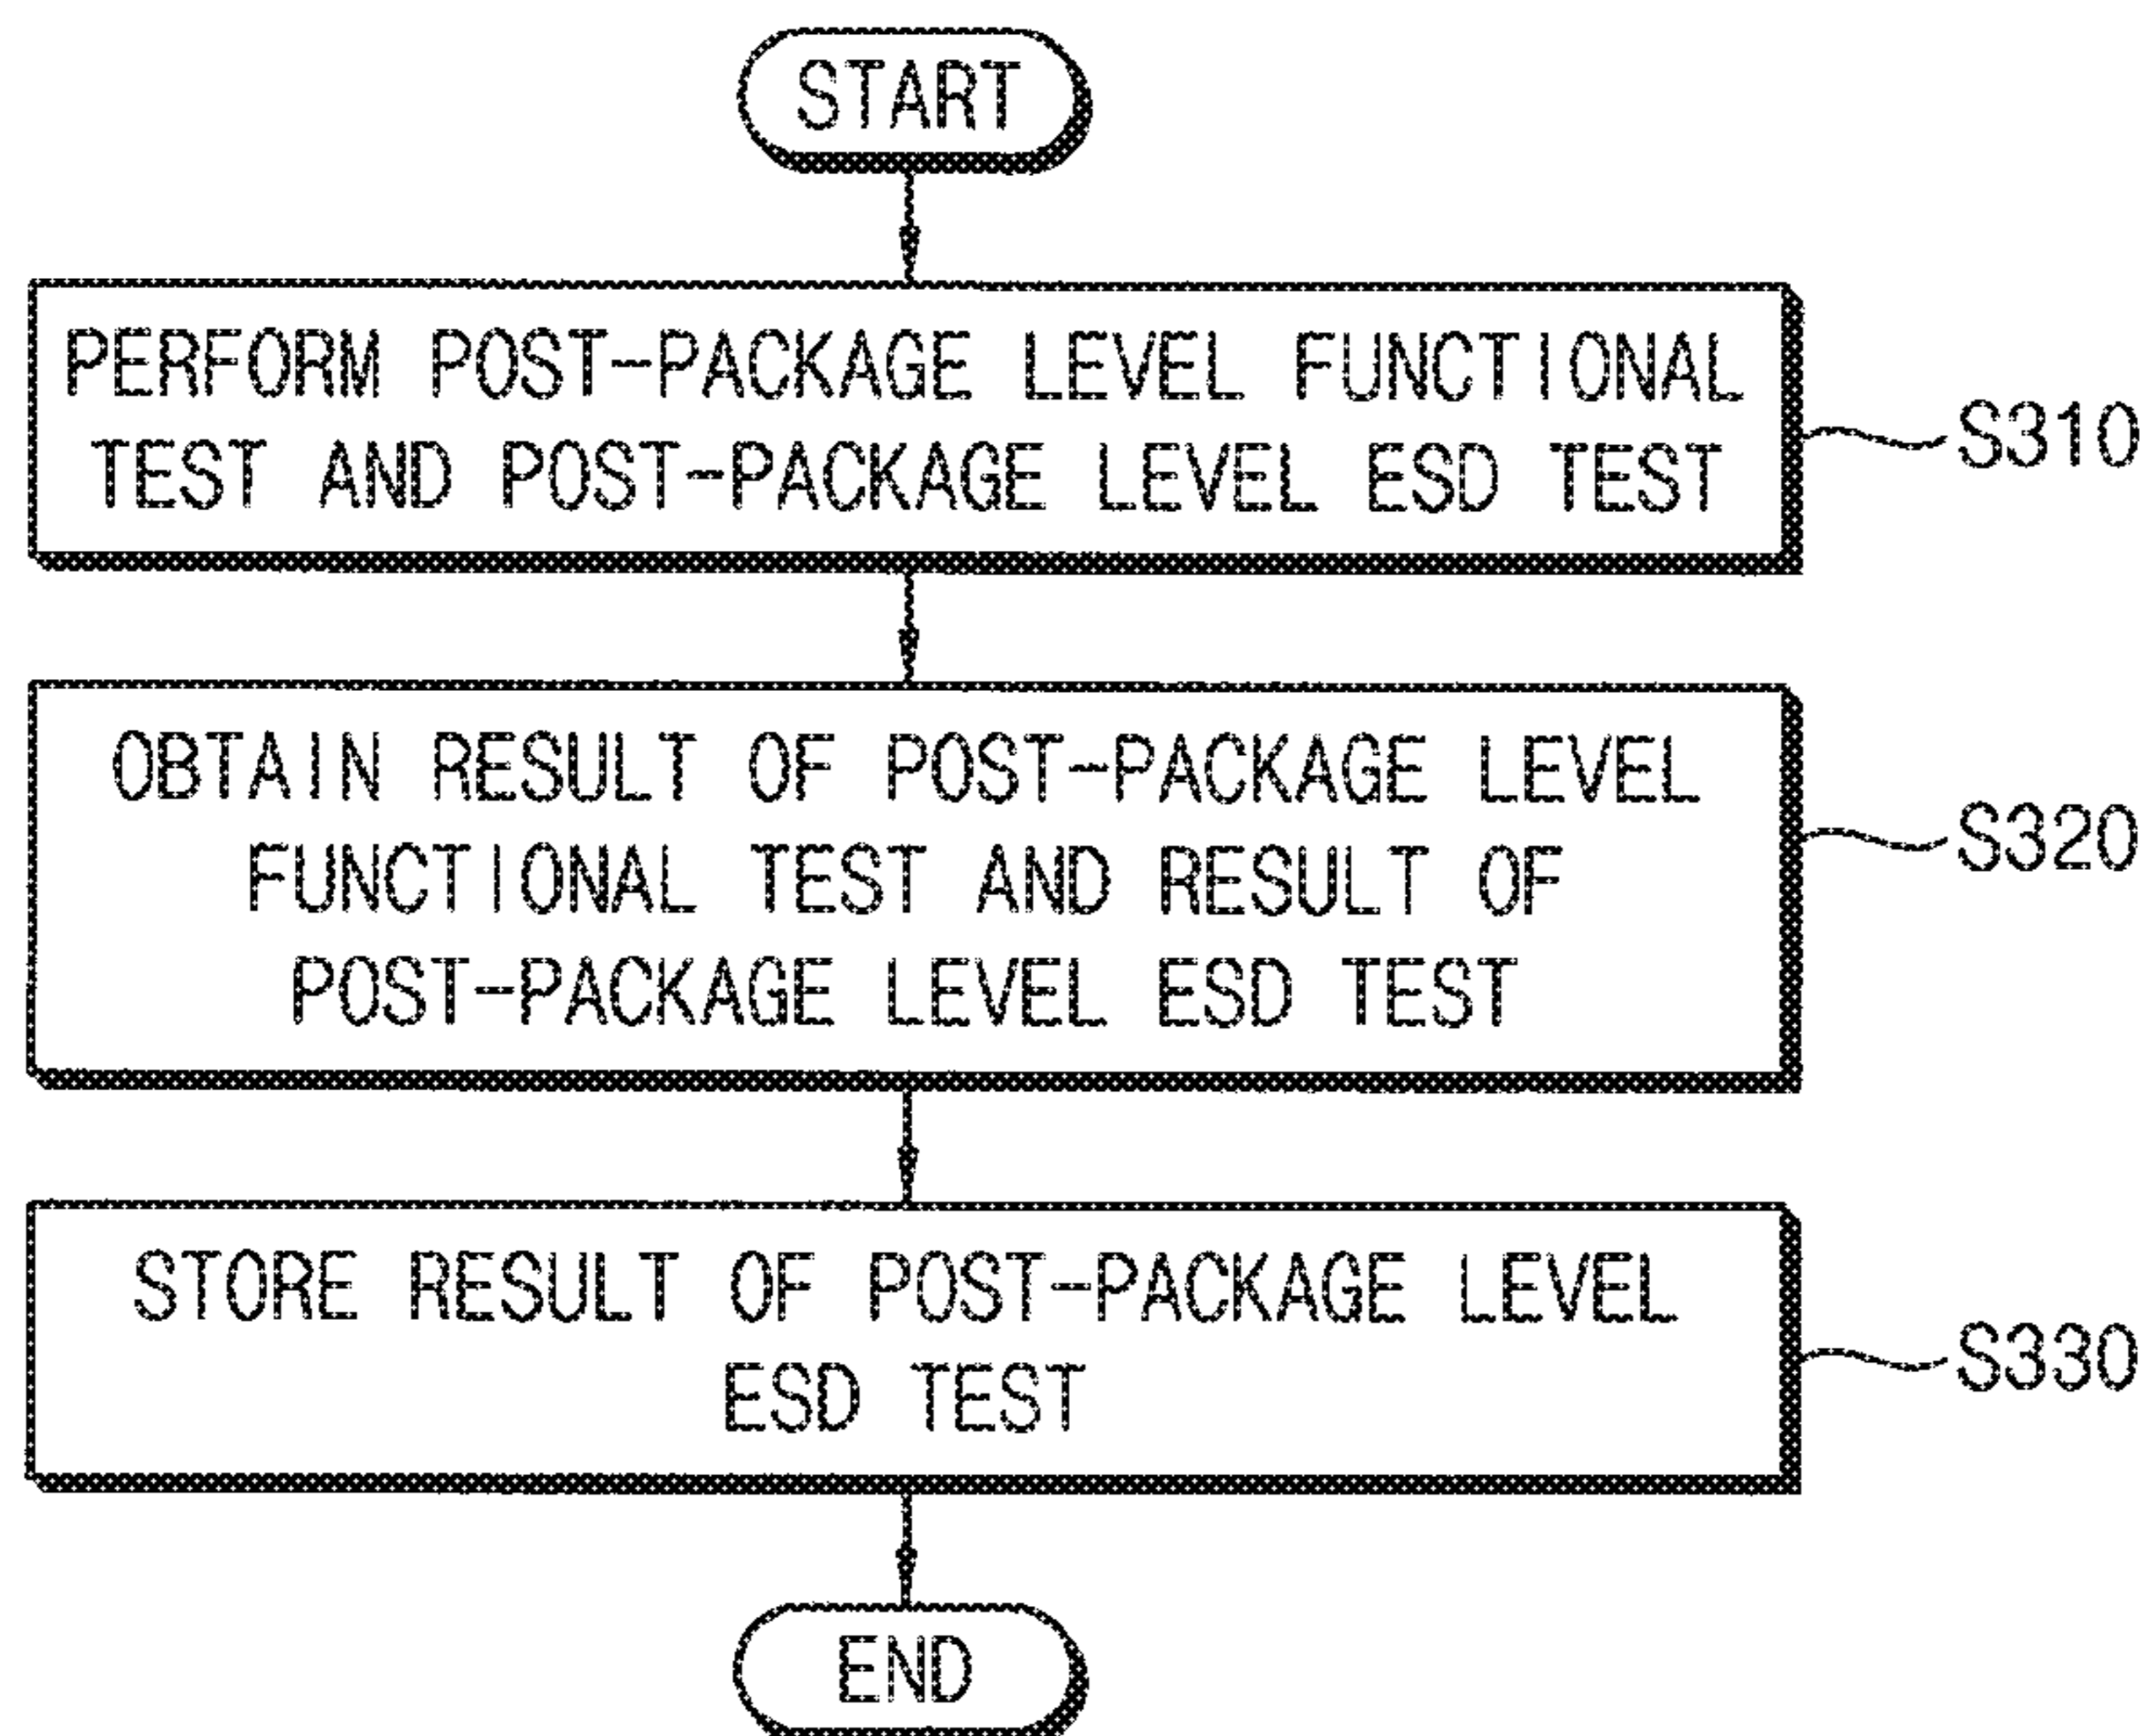 START
PERFORM POST-PACKAGE LEVEL FUNCTIONAL
TEST AND POST-PACKAGE LEVEL ESD TEST
S310
OBTAIN RESULT OF POST-PACKAGE LEVEL
FUNCTIONAL TEST AND RESULT OF
POST-PACKAGE LEVEL ESD TEST
S320
STORE RESULT OF POST-PACKAGE LEVEL
ESD TEST
S330
END